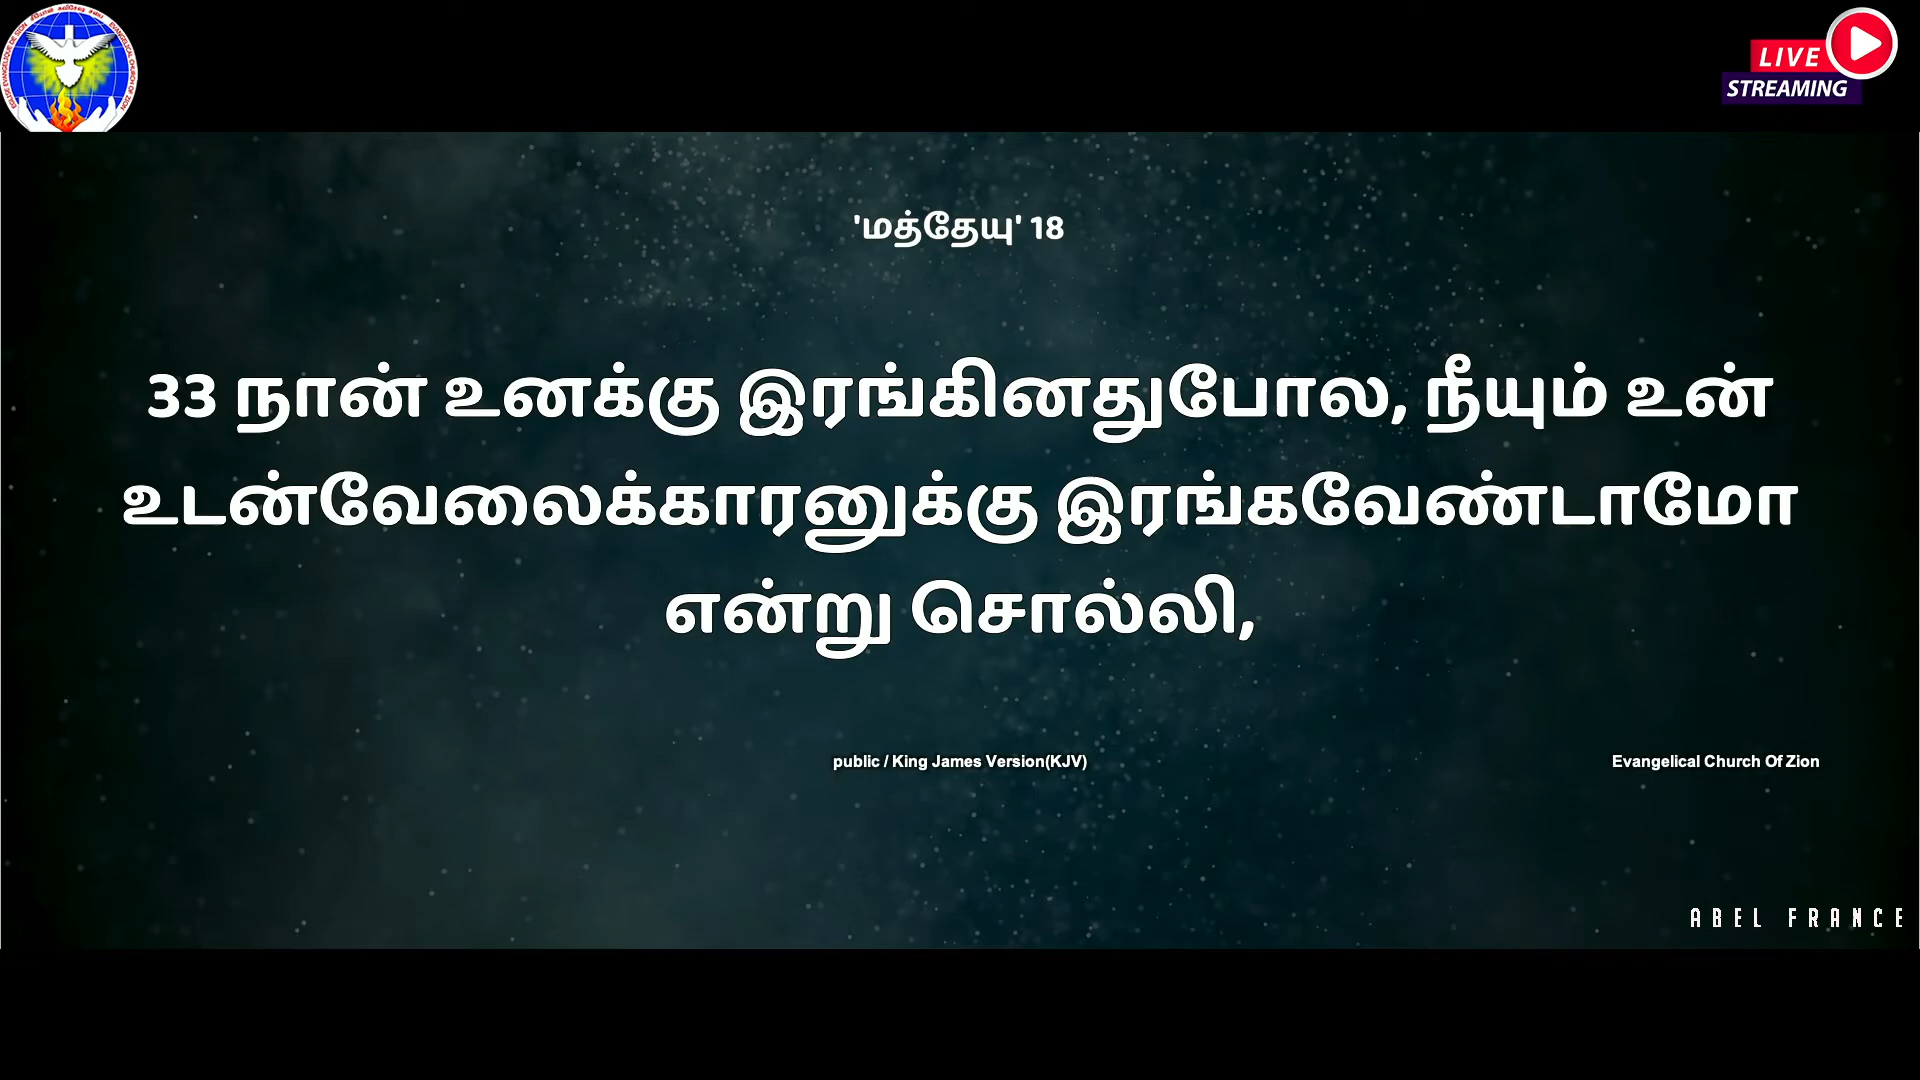 LIVE
STREAMING
'மத்தேயு' 18
33 நான் உனக்கு இரங்கினதுபோல, நீயும் உன்
உடன்வேலைக்காரனுக்கு இரங்கவேண்டாமோ
என்று சொல்லி,
public / King James Version(KJV)
Evangelical Church Of Zion
ABEL FRANCE